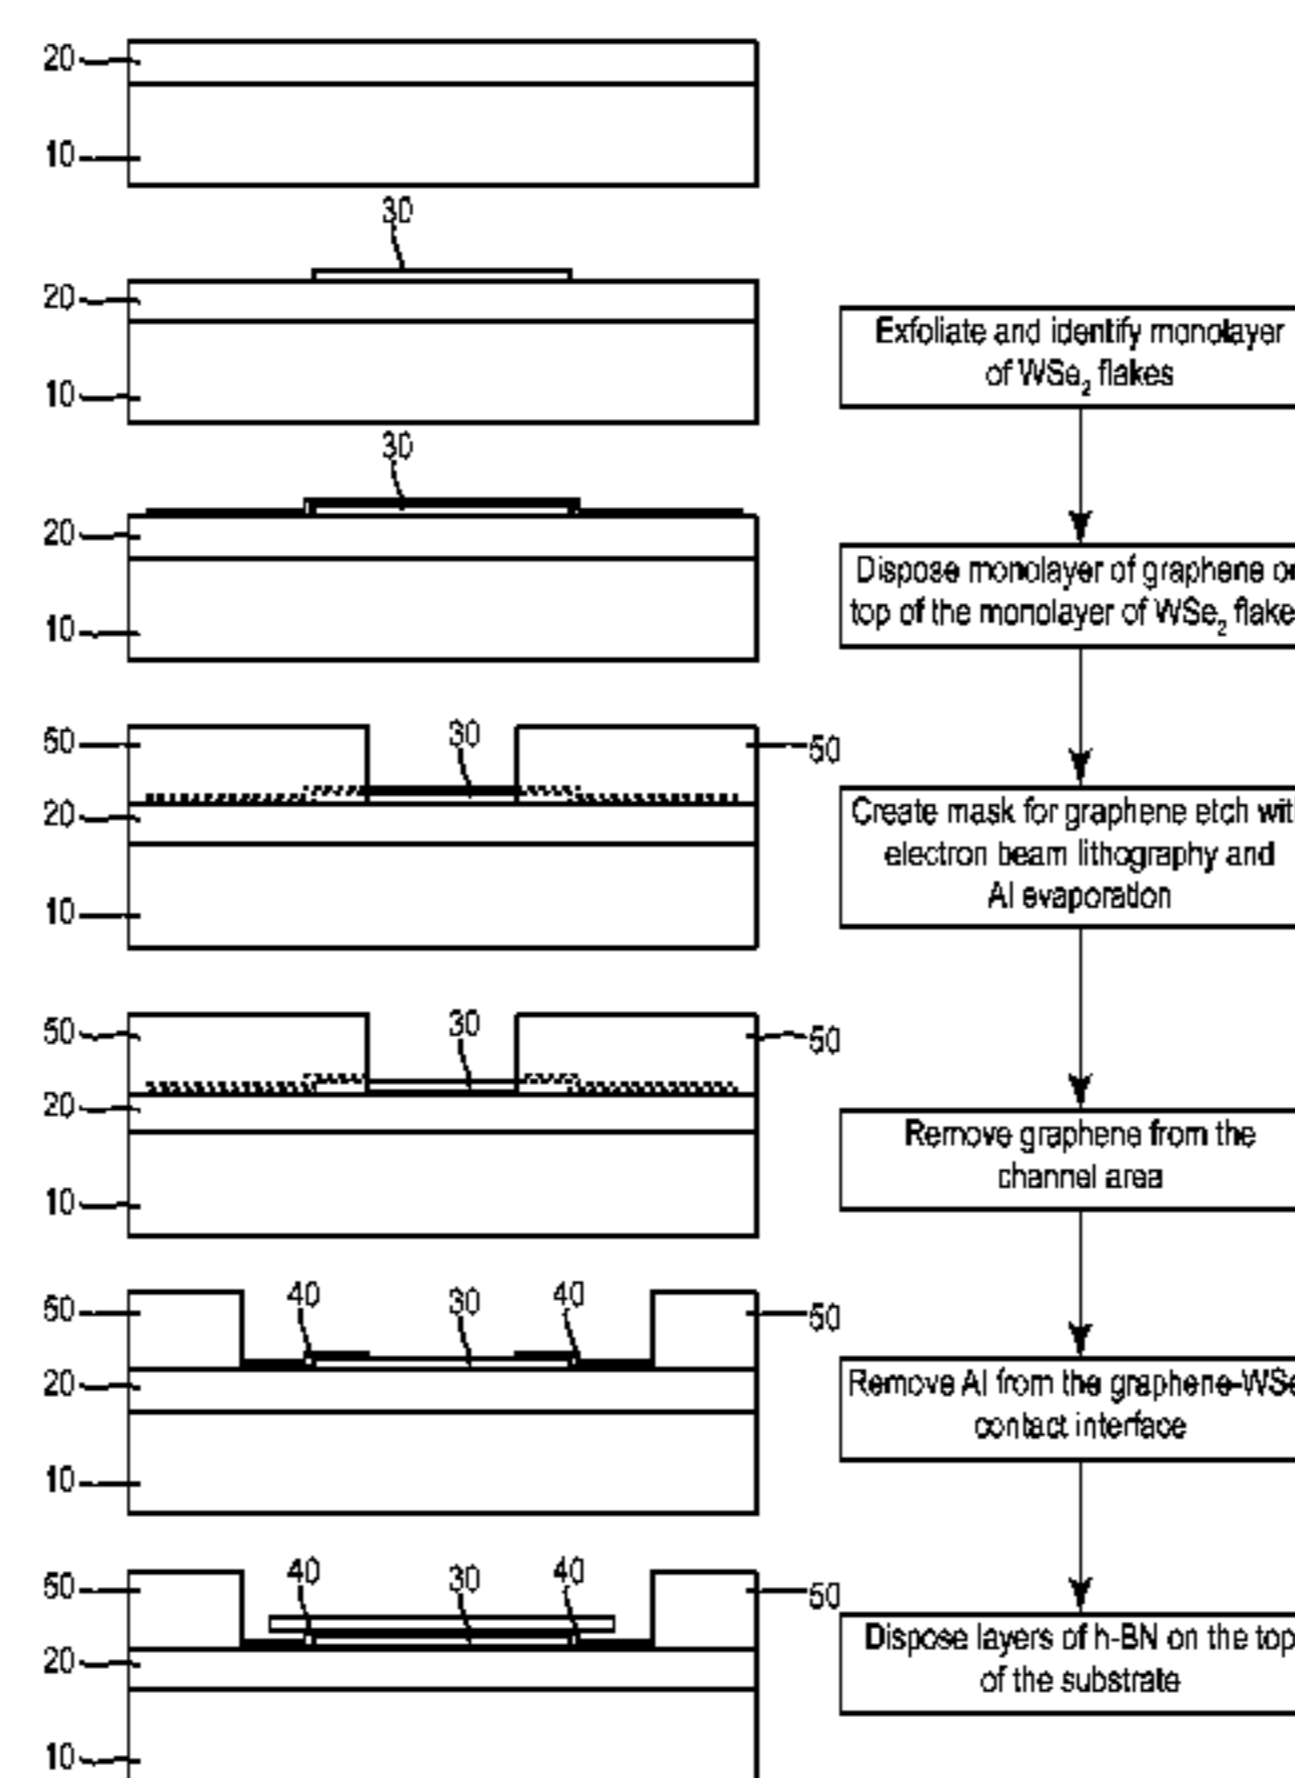 20
10
30
20
10
Exfoliate and identify monolayer
of WSe2 flakes
30
20
10
Dispose monolayer of graphene on
top of the monolayer of WSe2 flake
50
30
50
20
10
Create mask for graphene etch with
electron beam lithography and
Al evaporation
50
30
50
20
10
Remove graphene from the
channel area
50
40
30
40
50
20
10
Remove Al from the graphene-WSe
contact interface
50
40
30
40
50
20
10
Dispose layers of h-BN on the top
of the substrate